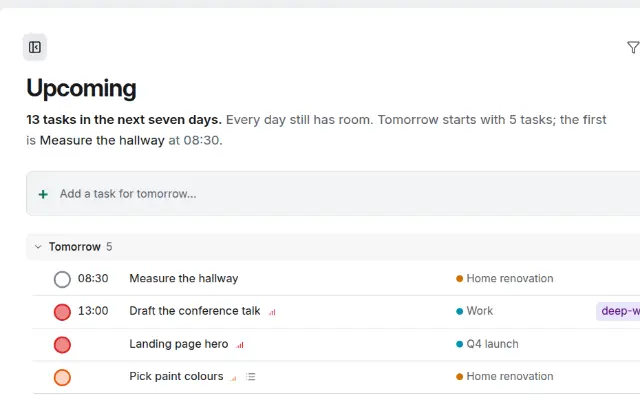 Upcoming
13 tasks in the next seven days. Every day still has room. Tomorrow starts with 5 tasks; the first
is Measure the hallway at 08:30.
+ Add a task for tomorrow...
Tomorrow 5
08:30 Measure the hallway Home renovation
13:00 Draft the conference talk Work deep-w
Landing page hero Q4 launch
Pick paint colours Home renovation